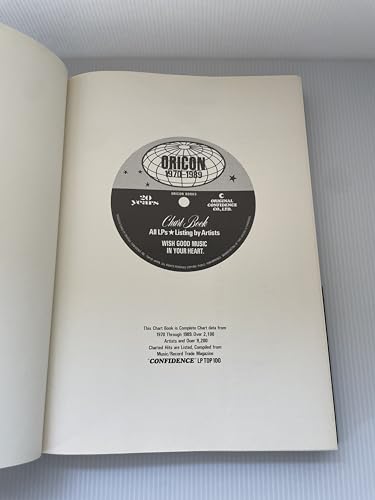 ORICON
1970-1989
ORICON BOOKS
20
years
C
ORIGINAL
CONFIDENCE
CO., LTD.
Chart Book
All LPs★Listing by Artists
WISH GOOD MUSIC
IN YOUR HEART.
This Chart Book is Complete Chart data from
1970 Through 1989. Over 2,100
Artists and Over 9,200
Charted Hits are Listed, Compiled from
Music/Record Trade Magazine
"CONFIDENCE" LP TOP 100